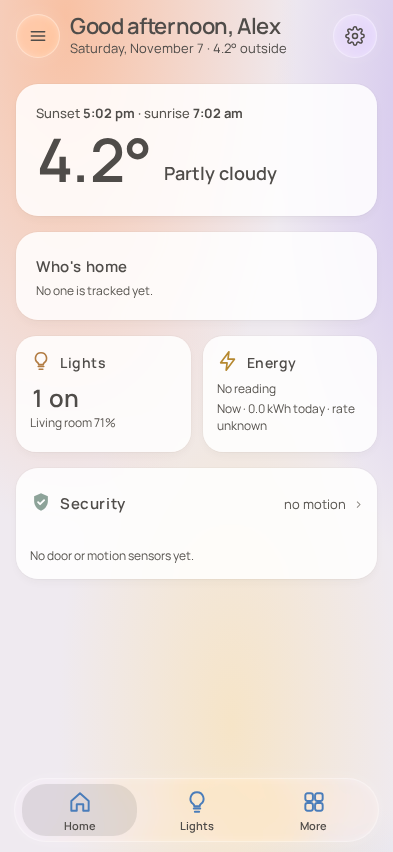 Good afternoon, Alex
Saturday, November 7 · 4.2° outside
Sunset 5:02 pm · sunrise 7:02 am
4.2° Partly cloudy
Who's home
No one is tracked yet.
Lights
1 on
Living room 71%
Energy
No reading
Now · 0.0 kWh today · rate
unknown
Security
no motion ›
No door or motion sensors yet.
Home
Lights
More